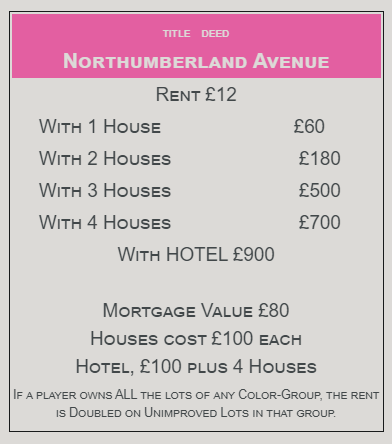 TITLE DEED
NORTHUMBERLAND AVENUE
RENT £12
WITH 1 HOUSE £60
WITH 2 HOUSES £180
WITH 3 HOUSES £500
WITH 4 HOUSES £700
WITH HOTEL £900
MORTGAGE VALUE £80
HOUSES COST £100 EACH
HOTEL, £100 PLUS 4 HOUSES
IF A PLAYER OWNS ALL THE LOTS OF ANY COLOR-GROUP, THE RENT
IS DOUBLED ON UNIMPROVED LOTS IN THAT GROUP.